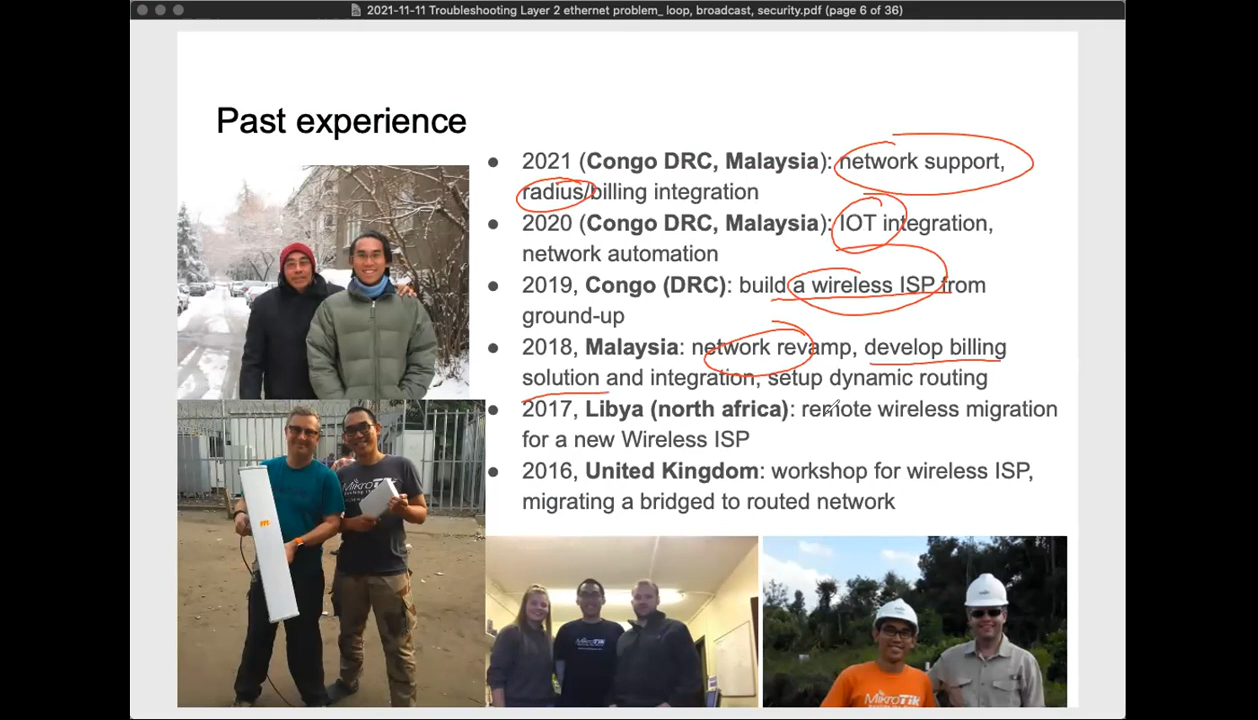 2021-11-11 Troubleshooting Layer 2 ethernet problem_ loop, broadcast, security.pdf (page 6 of 36)
Past experience
● 2021 (Congo DRC, Malaysia): network support,
radius/billing integration
● 2020 (Congo DRC, Malaysia): IOT integration,
network automation
● 2019, Congo (DRC): build a wireless ISP from
ground-up
● 2018, Malaysia: network revamp, develop billing
solution and integration, setup dynamic routing
● 2017, Libya (north africa): remote wireless migration
for a new Wireless ISP
● 2016, United Kingdom: workshop for wireless ISP,
migrating a bridged to routed network
m
MikroTik
MikroTik
MikroTik